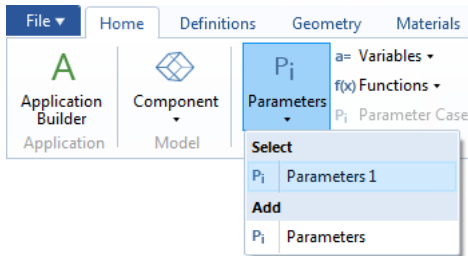 File ▾ Home Definitions Geometry Materials
A
Application
Builder
Application
Component
▾
Model
Pi
Parameters
▾
a= Variables ▾
f(x) Functions ▾
Pi Parameter Case
Select
Pi Parameters 1
Add
Pi Parameters